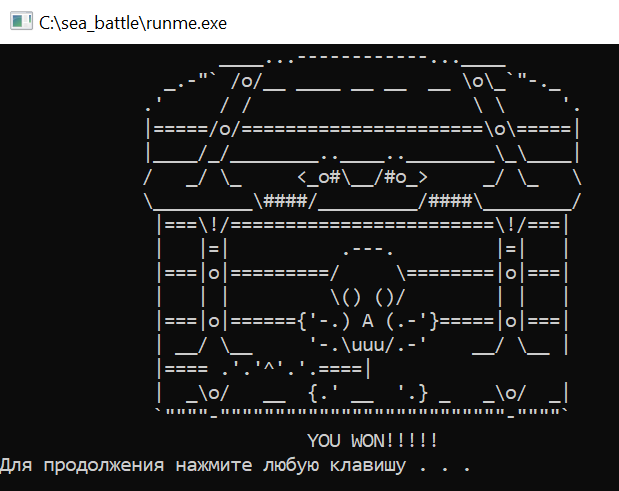 C:\sea_battle\runme.exe
YOU WON!!!!!
Для продолжения нажмите любую клавишу . . .